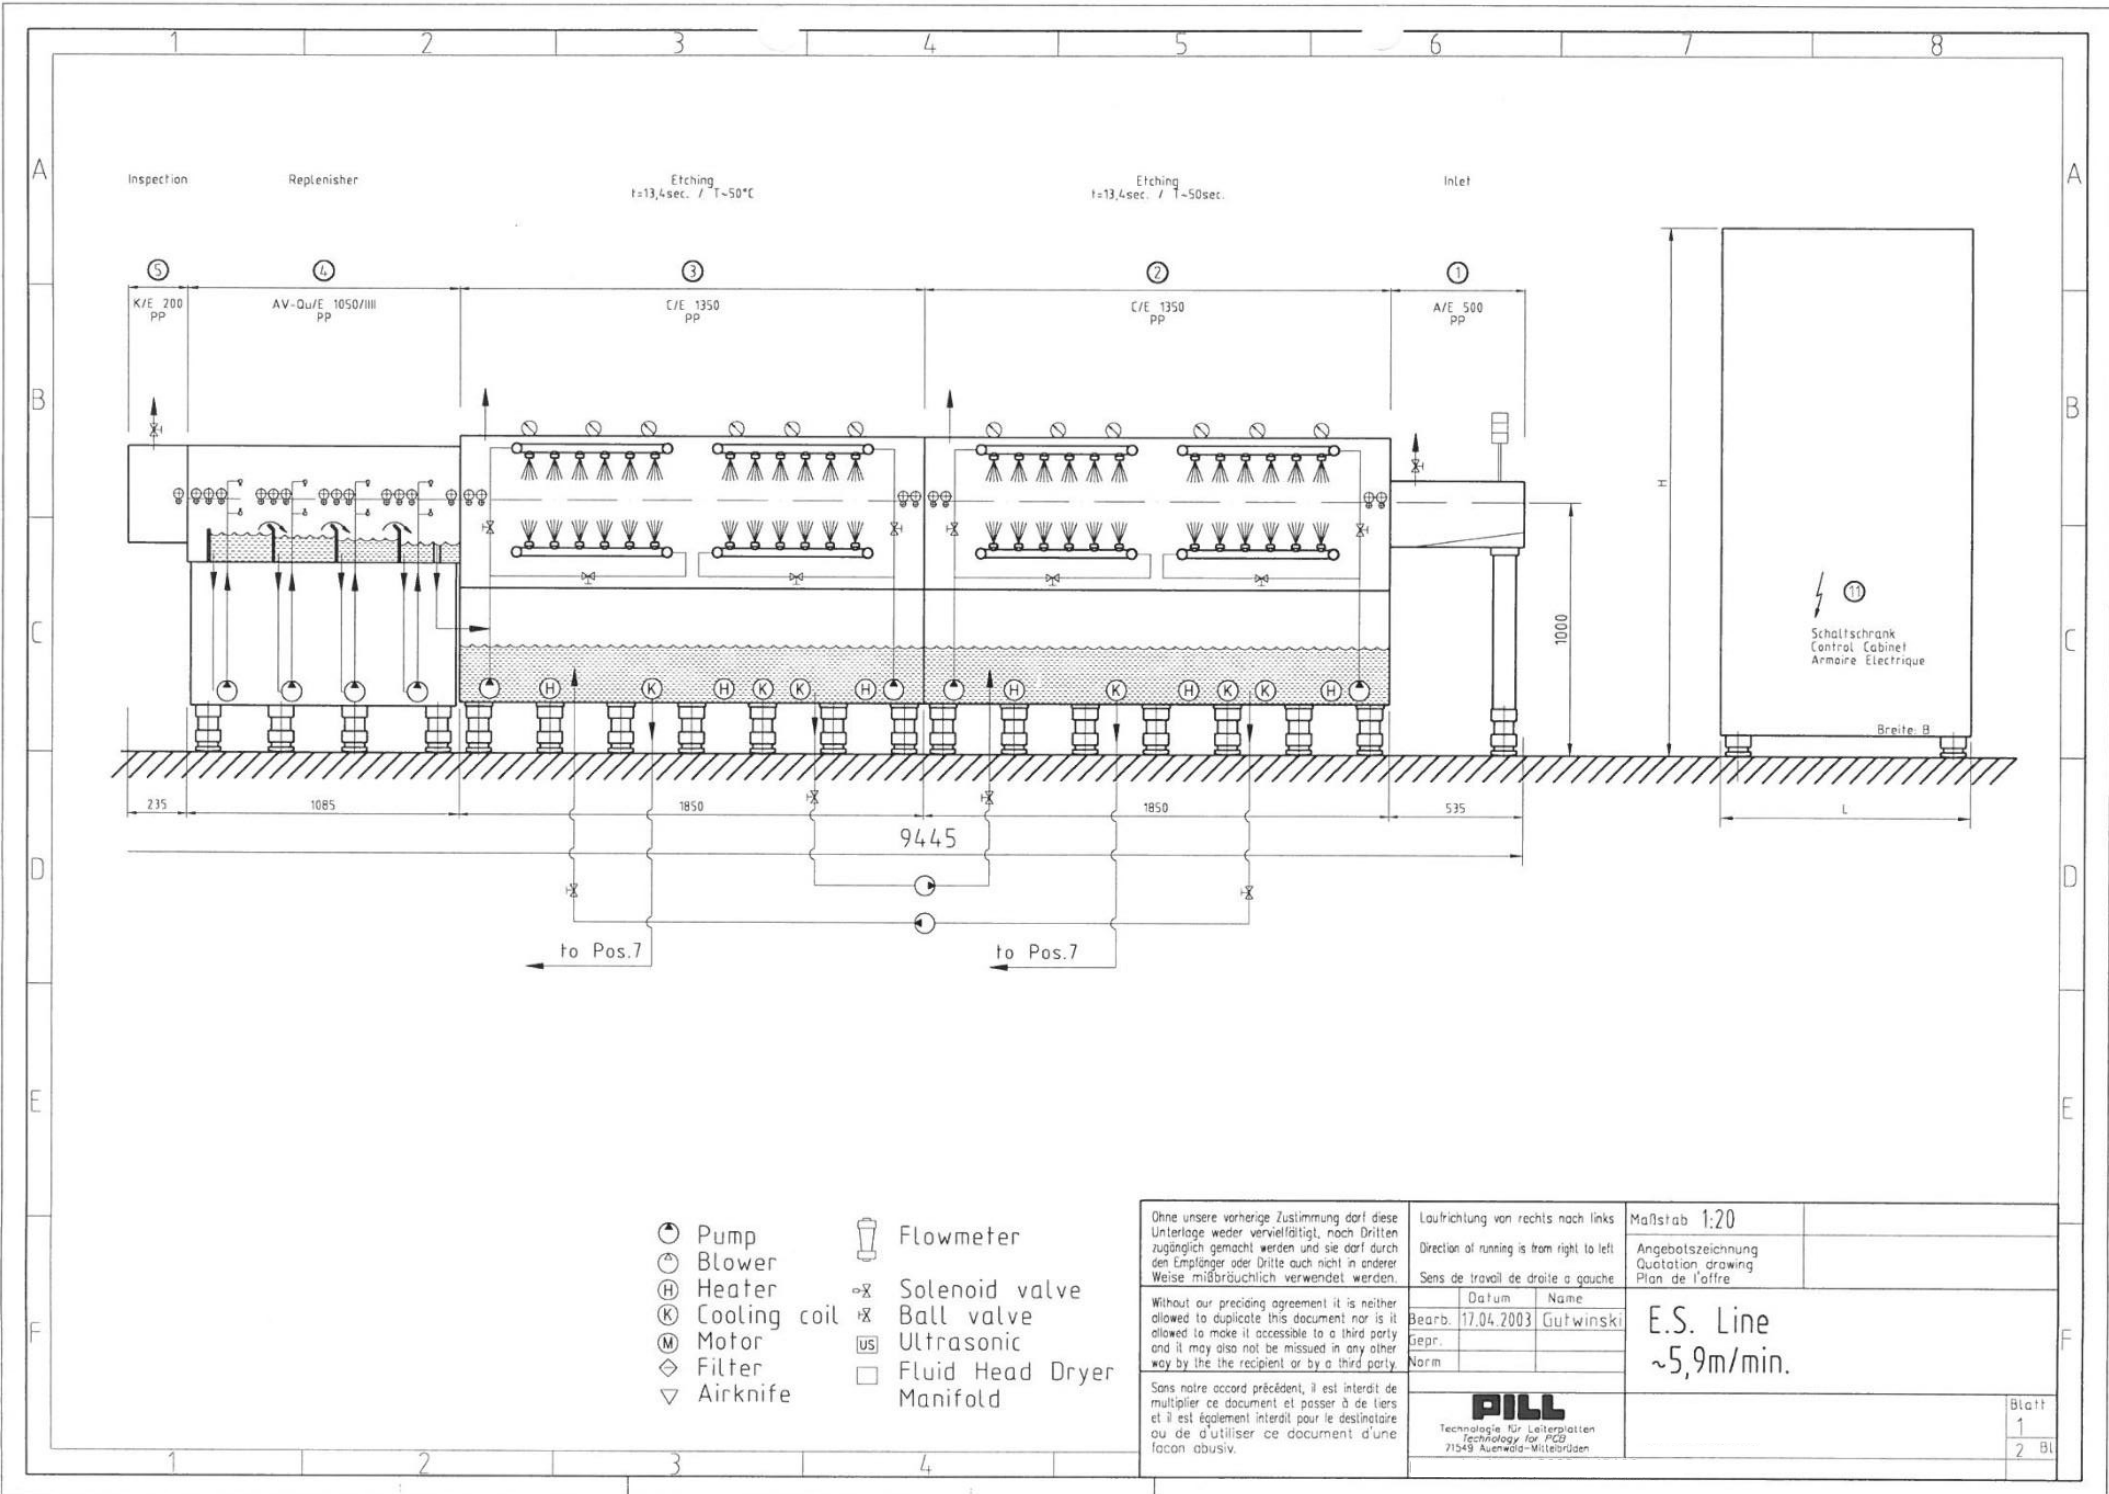 1 2 3 4 5 6 7 8
A A
Inspection Replenisher Etching Etching Inlet
t=13,4sec. / T~50°C t=13,4sec. / T~50sec.
5 4 3 2 1
K/E 200 AV-Qu/E 1050/IIII C/E 1350 C/E 1350 A/E 500
PP PP PP PP PP
B B
H
1000
11
C C
Schaltschrank
Control Cabinet
Armoire Electrique
H K H K K H H K H K K H
Breite: B
235 1085 1850 1850 535 L
9445
D D
to Pos.7 to Pos.7
E E
Pump
Blower
H Heater
K Cooling coil
M Motor
Filter
Airknife
Flowmeter
Solenoid valve
Ball valve
US Ultrasonic
Fluid Head Dryer
Manifold
F F
Ohne unsere vorherige Zustimmung darf diese
Unterlage weder vervielfältigt, noch Dritten
zugänglich gemacht werden und sie darf durch
den Empfänger oder Dritte auch nicht in anderer
Weise mißbräuchlich verwendet werden.
Without our preciding agreement it is neither
allowed to duplicate this document nor is it
allowed to make it accessible to a third party
and it may also not be missued in any other
way by the the recipient or by a third party.
Sans notre accord précédent, il est interdit de
multiplier ce document et passer à de tiers
et il est également interdit pour le destinataire
ou de d'utiliser ce document d'une
facon abusiv.
Laufrichtung von rechts nach links
Direction of running is from right to left
Sens de travail de droite a gauche
Maßstab 1:20
Angebotszeichnung
Quotation drawing
Plan de l'offre
Datum Name
Bearb. 17.04.2003 Gutwinski
Gepr.
Norm
E.S. Line
~5,9m/min.
PILL
Technologie für Leiterplatten
Technology for PCB
71549 Auenwald-Mittelbrüden
Blatt
1
2 Bl
1 2 3 4